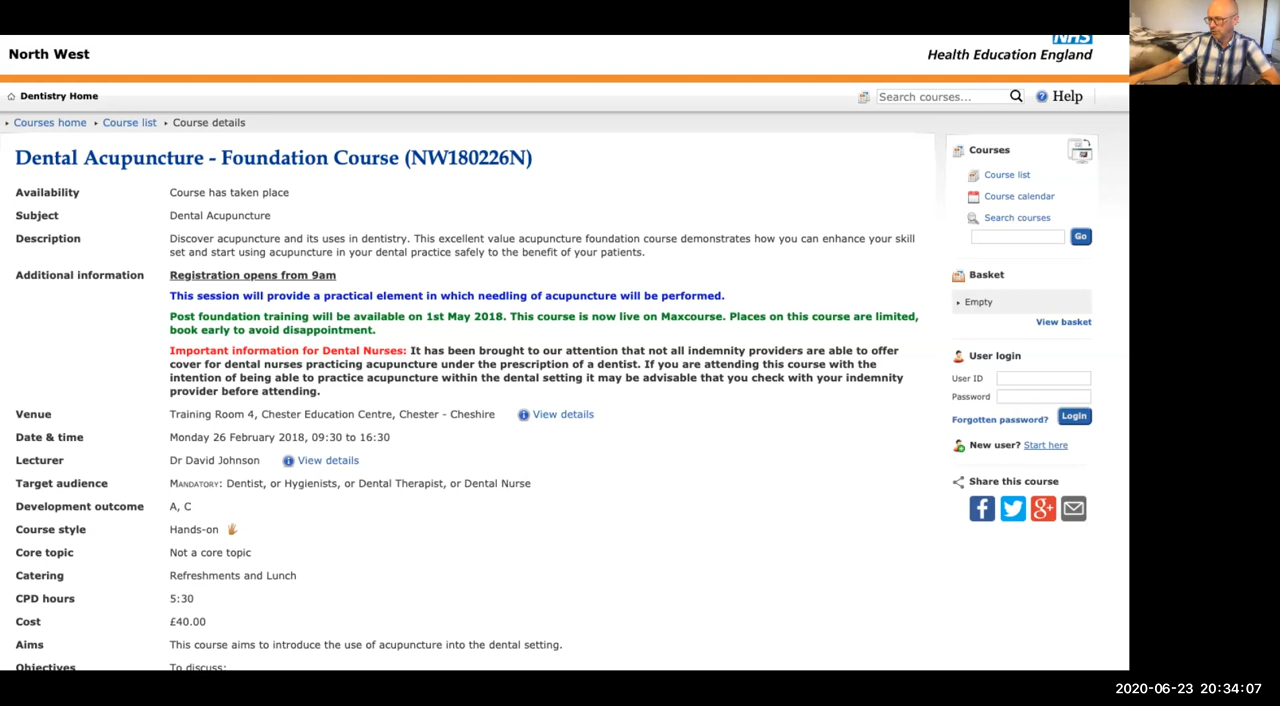 North West
NHS
Health Education England
Dentistry Home
Search courses...
Help
Courses home
Course list
Course details
Dental Acupuncture - Foundation Course (NW180226N)
Availability
Course has taken place
Subject
Dental Acupuncture
Description
Discover acupuncture and its uses in dentistry. This excellent value acupuncture foundation course demonstrates how you can enhance your skill
set and start using acupuncture in your dental practice safely to the benefit of your patients.
Additional information
Registration opens from 9am
This session will provide a practical element in which needling of acupuncture will be performed.
Post foundation training will be available on 1st May 2018. This course is now live on Maxcourse. Places on this course are limited,
book early to avoid disappointment.
Important information for Dental Nurses: It has been brought to our attention that not all indemnity providers are able to offer
cover for dental nurses practicing acupuncture under the prescription of a dentist. If you are attending this course with the
intention of being able to practice acupuncture within the dental setting it may be advisable that you check with your indemnity
provider before attending.
Venue
Training Room 4, Chester Education Centre, Chester - Cheshire
View details
Date & time
Monday 26 February 2018, 09:30 to 16:30
Lecturer
Dr David Johnson
View details
Target audience
MANDATORY: Dentist, or Hygienists, or Dental Therapist, or Dental Nurse
Development outcome
A, C
Course style
Hands-on
Core topic
Not a core topic
Catering
Refreshments and Lunch
CPD hours
5:30
Cost
£40.00
Aims
This course aims to introduce the use of acupuncture into the dental setting.
Objectives
To discuss:
Courses
Course list
Course calendar
Search courses
Go
Basket
Empty
View basket
User login
User ID
Password
Forgotten password?
Login
New user? Start here
Share this course
2020-06-23 20:34:07